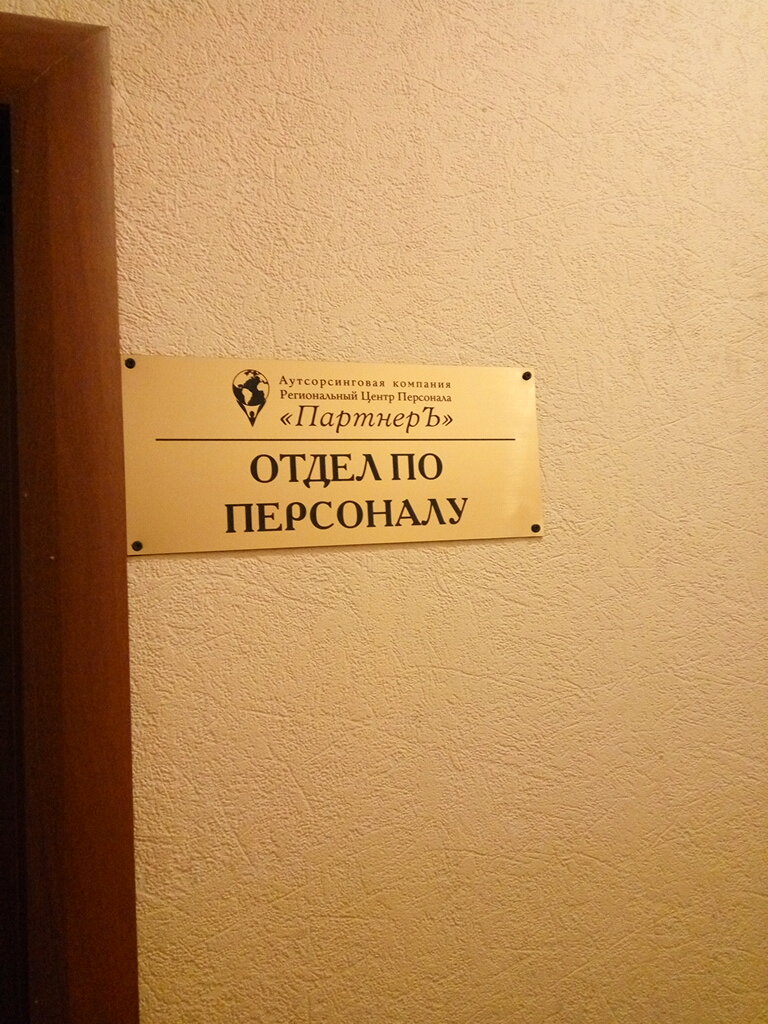 Аутсорсинговая компания
Региональный Центр Персонала
«ПартнерЪ»
ОТДЕЛ ПО
ПЕРСОНАЛУ